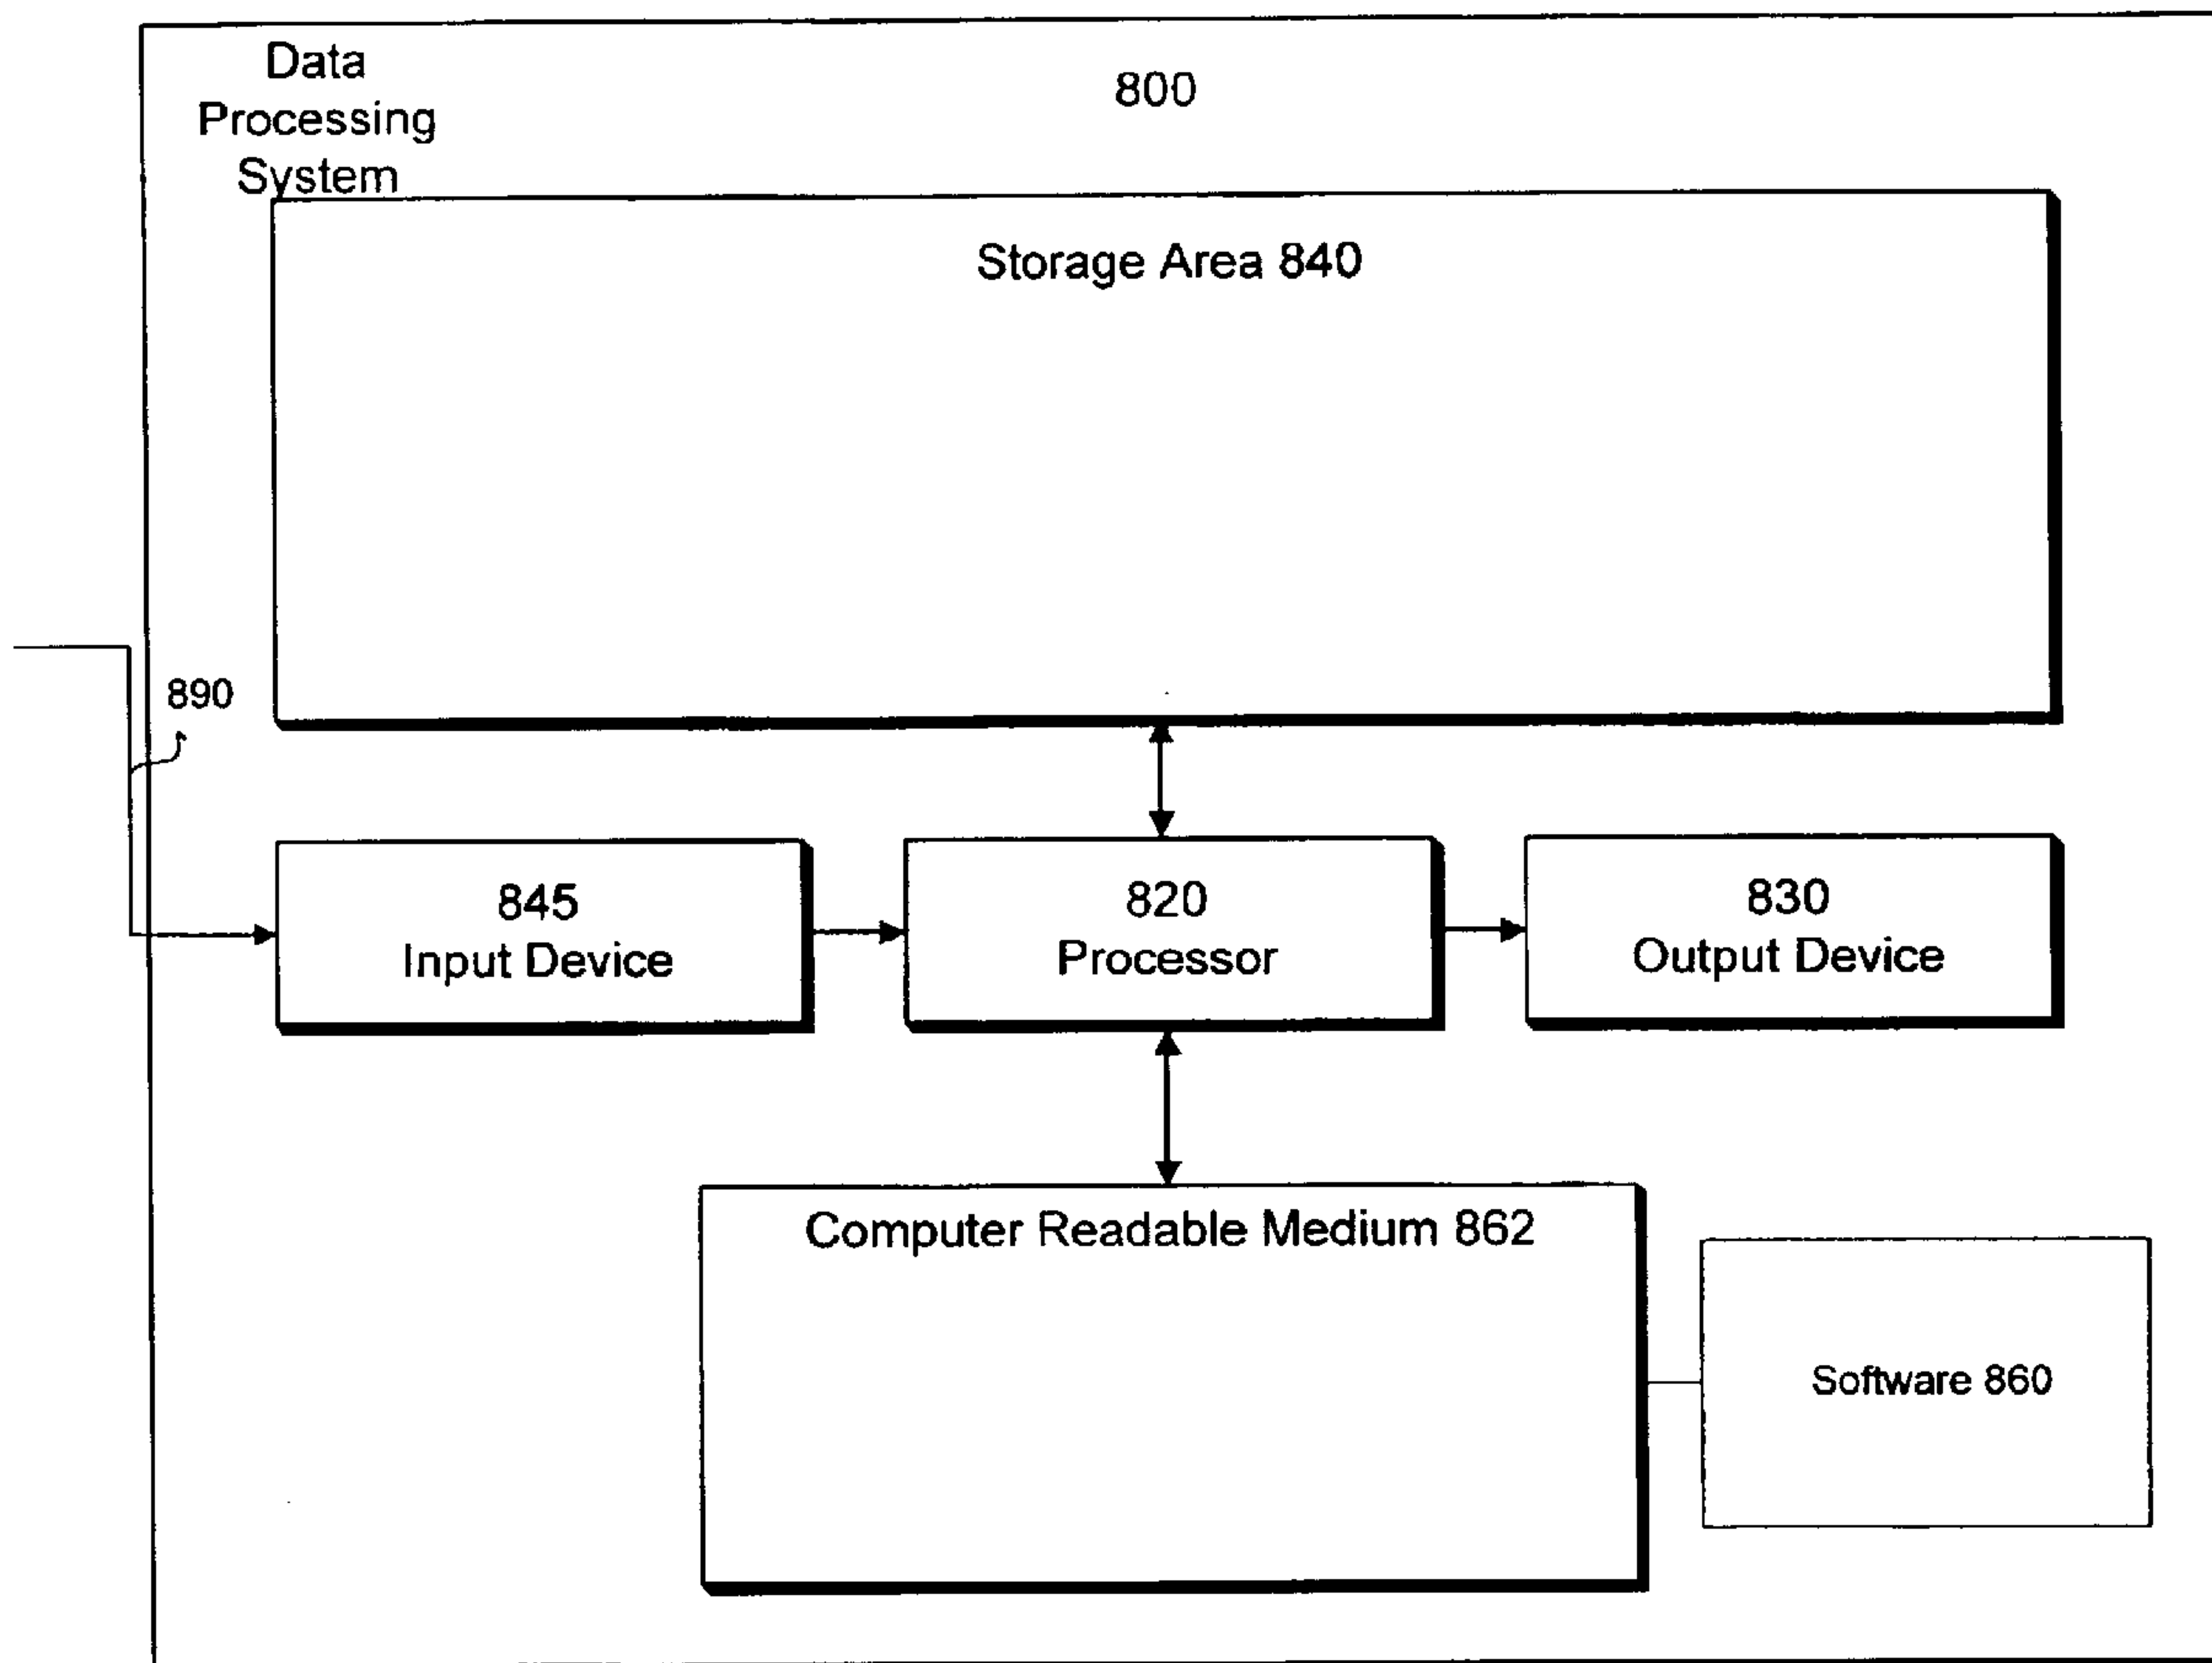 Data
Processing
System
800
Storage Area 840
890
845
Input Device
820
Processor
830
Output Device
Computer Readable Medium 862
Software 860